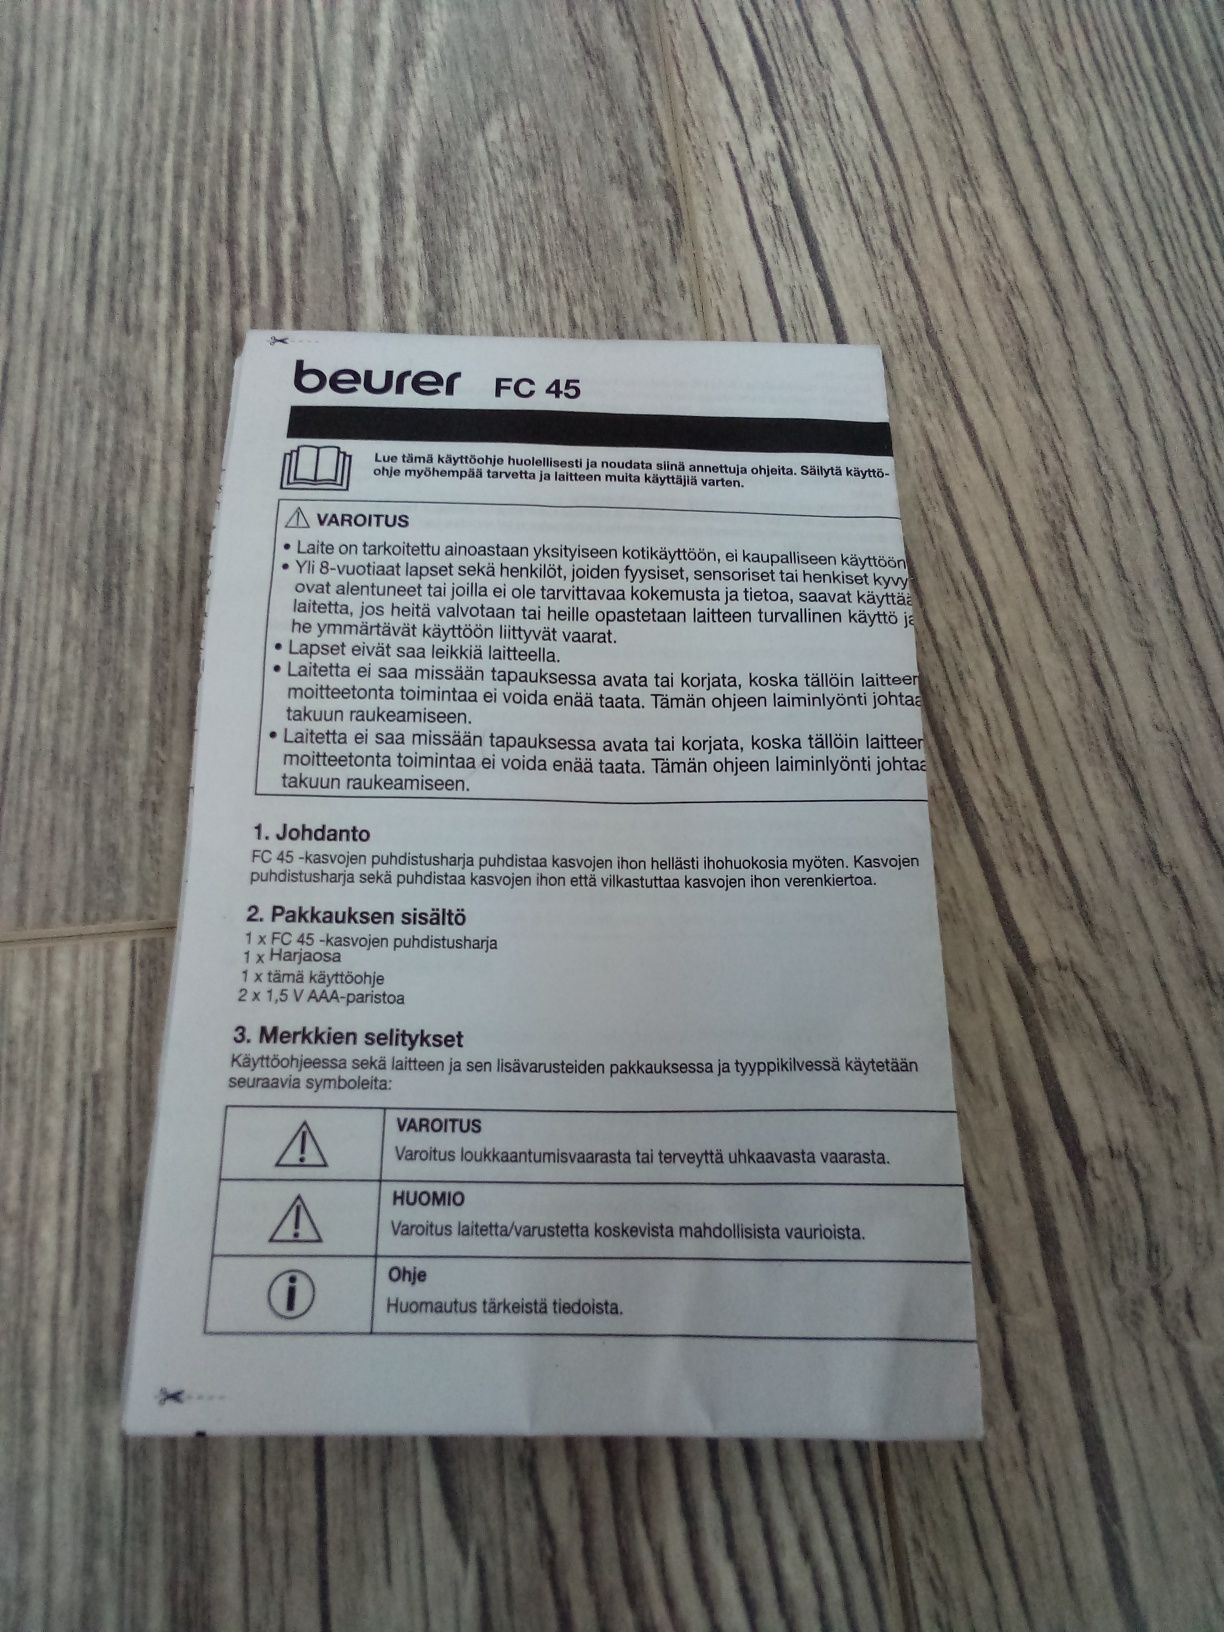 beurer FC 45
Lue tämä käyttöohje huolellisesti ja noudata siinä annettuja ohjeita. Säilytä käyttö-
ohje myöhempää tarvetta ja laitteen muita käyttäjiä varten.
VAROITUS
• Laite on tarkoitettu ainoastaan yksityiseen kotikäyttöön, ei kaupalliseen käyttöön
• Yli 8-vuotiaat lapset sekä henkilöt, joiden fyysiset, sensoriset tai henkiset kyvy
ovat alentuneet tai joilla ei ole tarvittavaa kokemusta ja tietoa, saavat käyttää
laitetta, jos heitä valvotaan tai heille opastetaan laitteen turvallinen käyttö ja
he ymmärtävät käyttöön liittyvät vaarat.
• Lapset eivät saa leikkiä laitteella.
• Laitetta ei saa missään tapauksessa avata tai korjata, koska tällöin laitteen
moitteetonta toimintaa ei voida enää taata. Tämän ohjeen laiminlyönti johtaa
takuun raukeamiseen.
• Laitetta ei saa missään tapauksessa avata tai korjata, koska tällöin laitteen
moitteetonta toimintaa ei voida enää taata. Tämän ohjeen laiminlyönti johtaa
takuun raukeamiseen.
1. Johdanto
FC 45 -kasvojen puhdistusharja puhdistaa kasvojen ihon hellästi ihohuokosia myöten. Kasvojen
puhdistusharja sekä puhdistaa kasvojen ihon että vilkastuttaa kasvojen ihon verenkiertoa.
2. Pakkauksen sisältö
1 x FC 45 -kasvojen puhdistusharja
1 x Harjaosa
1 x tämä käyttöohje
2 x 1,5 V AAA-paristoa
3. Merkkien selitykset
Käyttöohjeessa sekä laitteen ja sen lisävarusteiden pakkauksessa ja tyyppikilvessä käytetään
seuraavia symboleita:
VAROITUS
Varoitus loukkaantumisvaarasta tai terveyttä uhkaavasta vaarasta.
HUOMIO
Varoitus laitetta/varustetta koskevista mahdollisista vaurioista.
Ohje
Huomautus tärkeistä tiedoista.